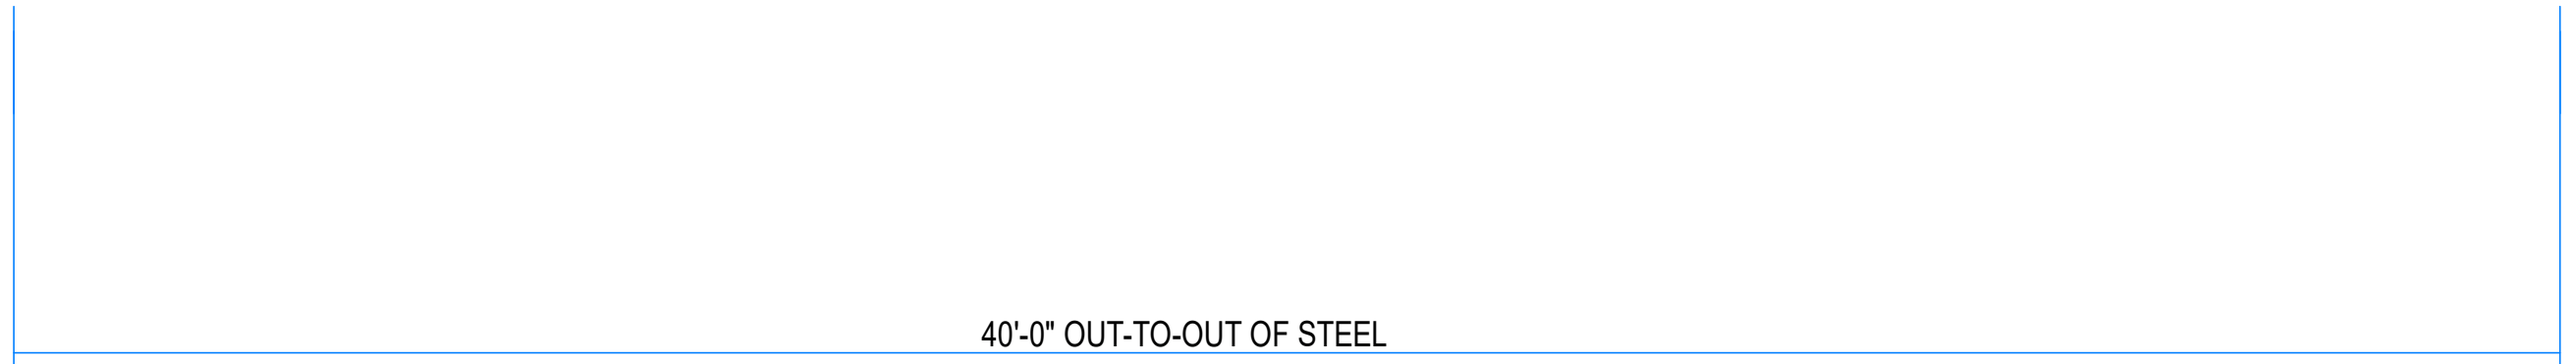 40'-0" OUT-TO-OUT OF STEEL